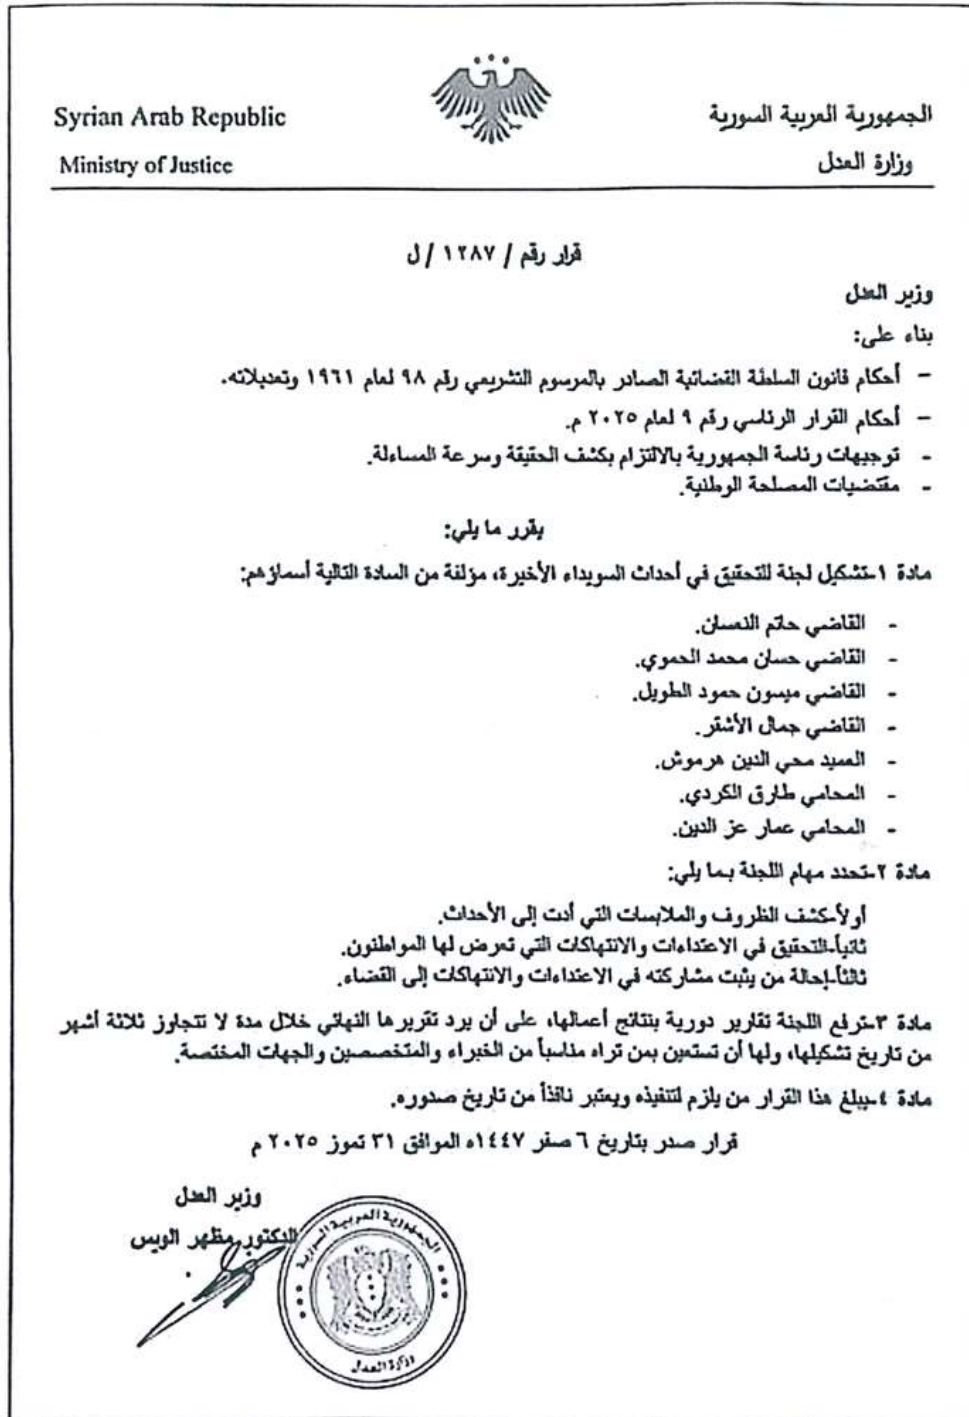 الجمهورية العربية السورية
Syrian Arab Republic
وزارة العدل
Ministry of Justice
قرار رقم / ١٢٨٧ / ل
وزير العدل
بناء على:
– أحكام قانون السلطة القضائية الصادر بالمرسوم التشريعي رقم ٩٨ لعام ١٩٦١ وتعديلاته.
– أحكام القرار الرئاسي رقم ٩ لعام ٢٠٢٥ م.
- توجيهات رئاسة الجمهورية بالالتزام بكشف الحقيقة وسرعة المساءلة.
- مقتضيات المصلحة الوطنية.
يقرر ما يلي:
مادة ١-تشكيل لجنة للتحقيق في أحداث السويداء الأخيرة، مؤلفة من السادة التالية أسماؤهم:
- القاضي حاتم النعسان.
- القاضي حسان محمد الحموي.
- القاضي ميسون حمود الطويل.
- القاضي جمال الأشقر.
- العميد محي الدين هرموش.
- المحامي طارق الكردي.
- المحامي عمار عز الدين.
مادة ٢-تحدد مهام اللجنة بما يلي:
أولاً-كشف الظروف والملابسات التي أدت إلى الأحداث.
ثانياً-التحقيق في الاعتداءات والانتهاكات التي تعرض لها المواطنون.
ثالثاً-إحالة من يثبت مشاركته في الاعتداءات والانتهاكات إلى القضاء.
مادة ٣-ترفع اللجنة تقارير دورية بنتائج أعمالها، على أن يرد تقريرها النهائي خلال مدة لا تتجاوز ثلاثة أشهر
من تاريخ تشكيلها، ولها أن تستعين بمن تراه مناسباً من الخبراء والمتخصصين والجهات المختصة.
مادة ٤-يبلغ هذا القرار من يلزم لتنفيذه ويعتبر نافذاً من تاريخ صدوره.
قرار صدر بتاريخ ٦ صفر ١٤٤٧ه الموافق ٣١ تموز ٢٠٢٥ م
وزير العدل
الدكتور مظهر الويس
الجمهورية العربية السورية
وزارة العدل